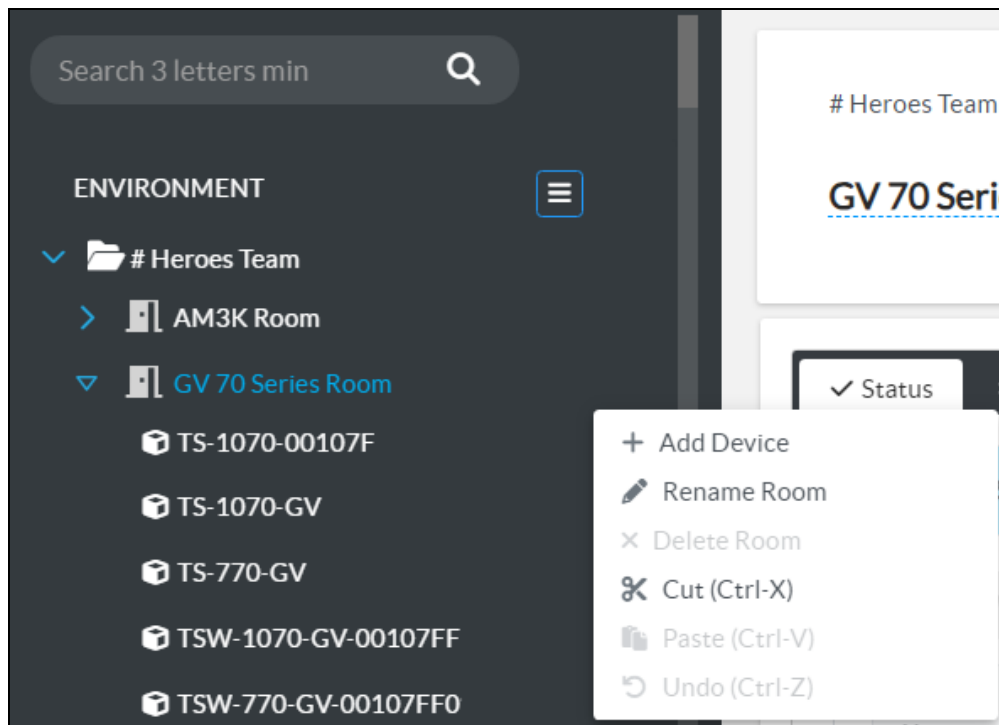 Search 3 letters min
ENVIRONMENT
# Heroes Team
AM3K Room
GV 70 Series Room
TS-1070-00107F
TS-1070-GV
TS-770-GV
TSW-1070-GV-00107FF
TSW-770-GV-00107FF0
# Heroes Team
GV 70 Seri
Status
Add Device
Rename Room
Delete Room
Cut (Ctrl-X)
Paste (Ctrl-V)
Undo (Ctrl-Z)